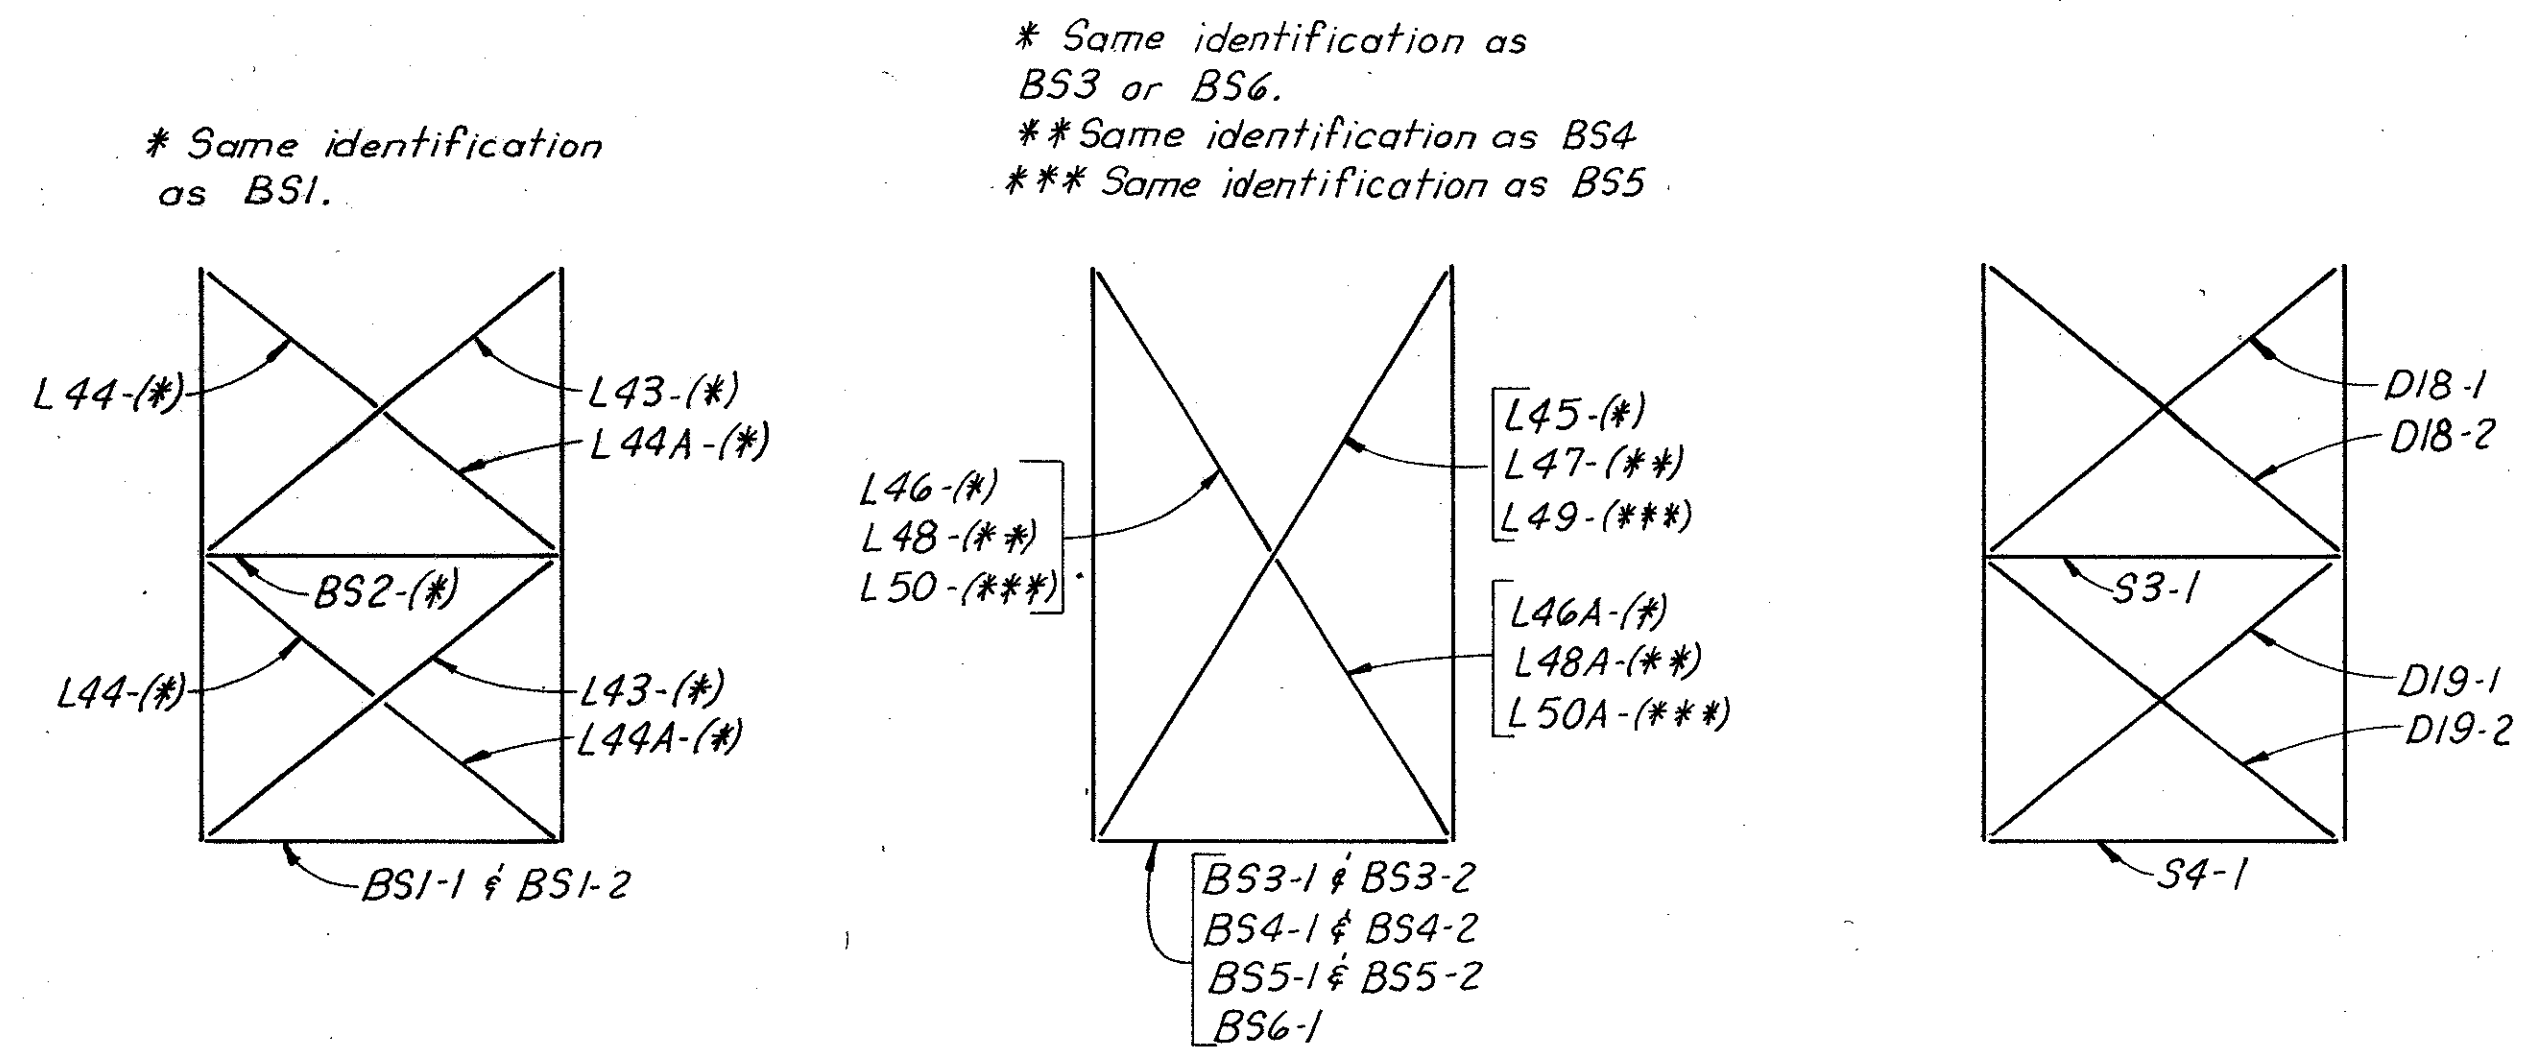 * Same identification
as BS1.
L44-(*)
L43-(*)
L44A-(*)
BS2-(*)
L44-(*)
L43-(*)
L44A-(*)
BS1-1 & BS1-2
* Same identification as
BS3 or BS6.
** Same identification as BS4
*** Same identification as BS5
L46-(*)
L48-(**)
L50-(***)
L45-(*)
L47-(**)
L49-(***)
L46A-(*)
L48A-(**)
L50A-(***)
BS3-1 & BS3-2
BS4-1 & BS4-2
BS5-1 & BS5-2
BS6-1
D18-1
D18-2
S3-1
D19-1
D19-2
S4-1